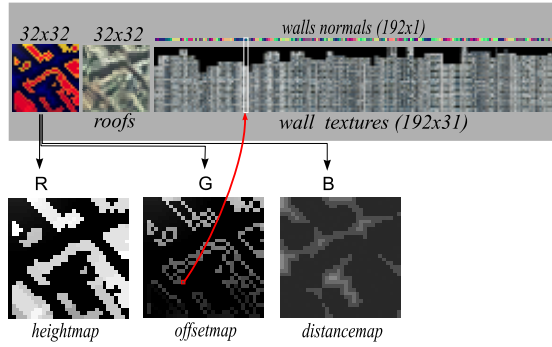 32x32
32x32
walls normals (192x1)
roofs
wall textures (192x31)
R
G
B
heightmap
offsetmap
distancemap